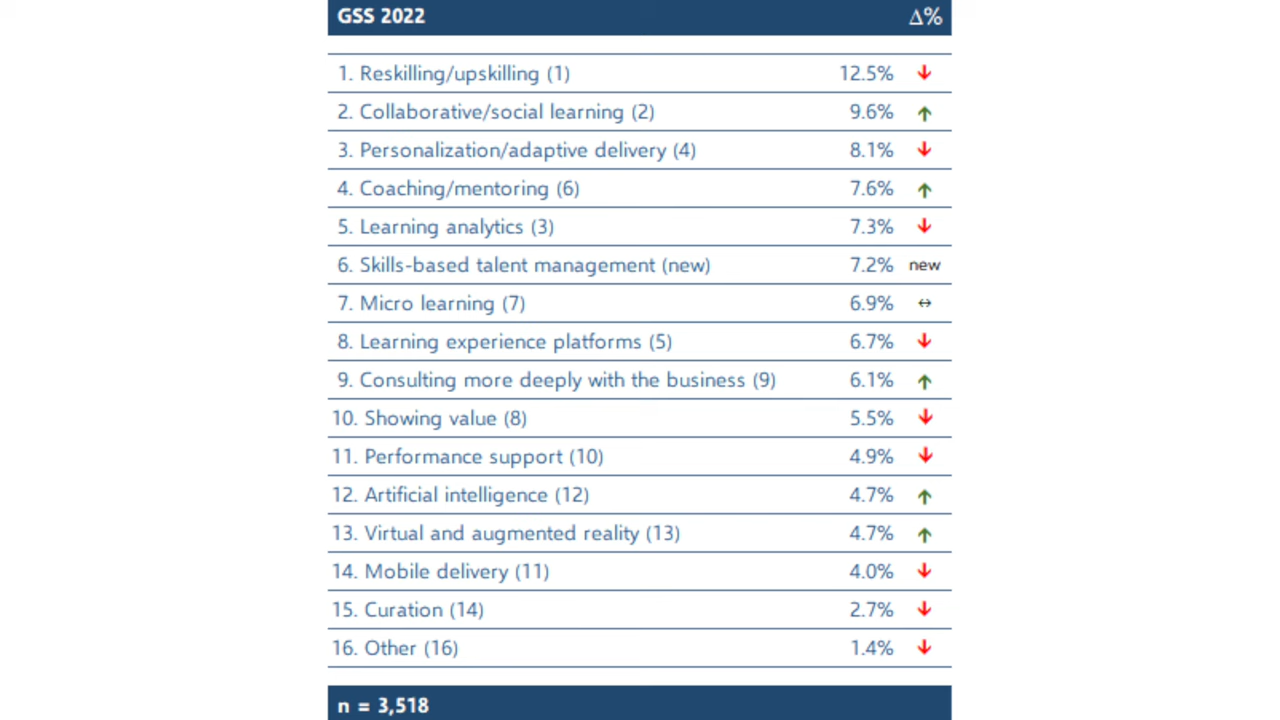 GSS 2022 Δ%
1. Reskilling/upskilling (1) 12.5% ↓
2. Collaborative/social learning (2) 9.6% ↑
3. Personalization/adaptive delivery (4) 8.1% ↓
4. Coaching/mentoring (6) 7.6% ↑
5. Learning analytics (3) 7.3% ↓
6. Skills-based talent management (new) 7.2% new
7. Micro learning (7) 6.9% ↔
8. Learning experience platforms (5) 6.7% ↓
9. Consulting more deeply with the business (9) 6.1% ↑
10. Showing value (8) 5.5% ↓
11. Performance support (10) 4.9% ↓
12. Artificial intelligence (12) 4.7% ↑
13. Virtual and augmented reality (13) 4.7% ↑
14. Mobile delivery (11) 4.0% ↓
15. Curation (14) 2.7% ↓
16. Other (16) 1.4% ↓
n = 3,518